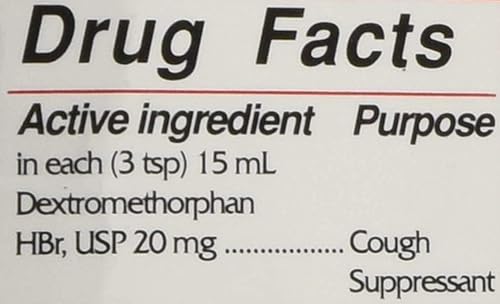 Drug Facts
Active ingredient Purpose
in each (3 tsp) 15 mL
Dextromethorphan
HBr, USP 20 mg ................. Cough
Suppressant